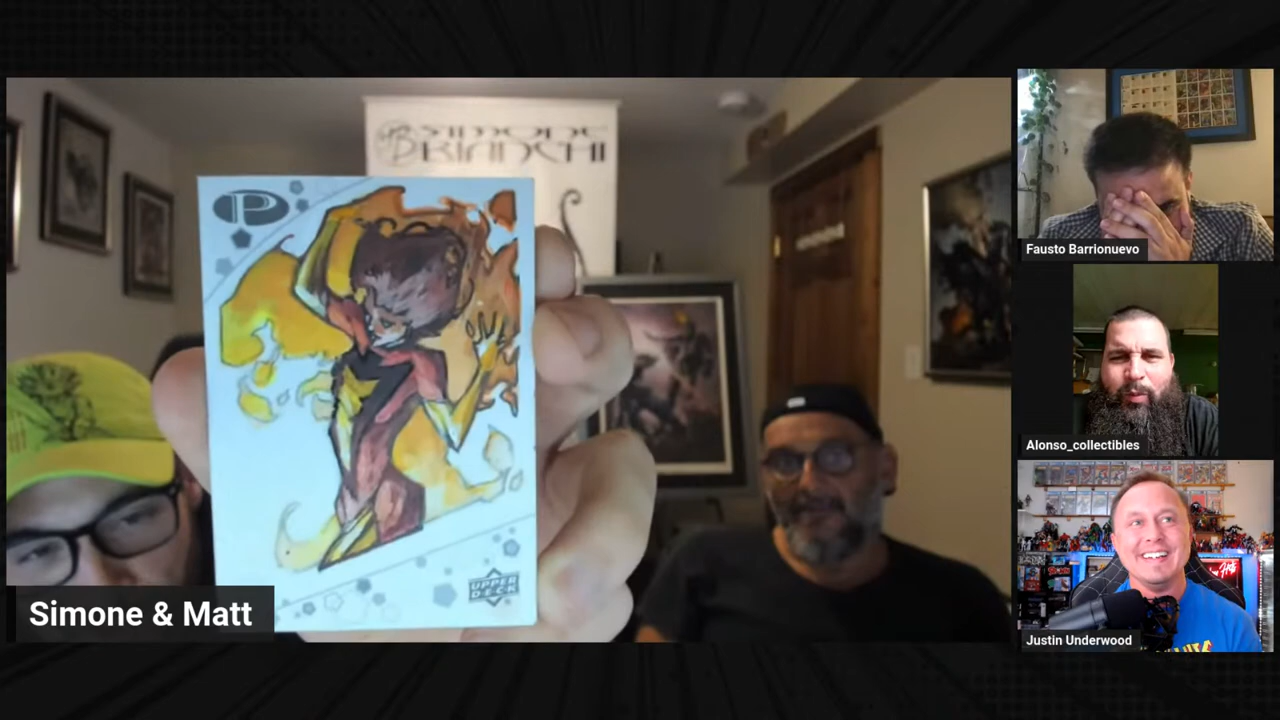 SIMONE
BIANCHI
P
UPPER
DECK
Simone & Matt
Fausto Barrionuevo
Alonso_collectibles
Justin Underwood